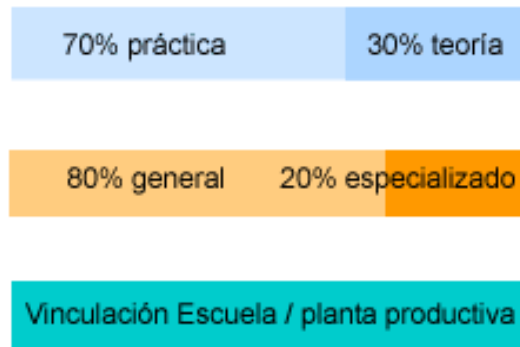 70% práctica 30% teoría
80% general 20% especializado
Vinculación Escuela / planta productiva